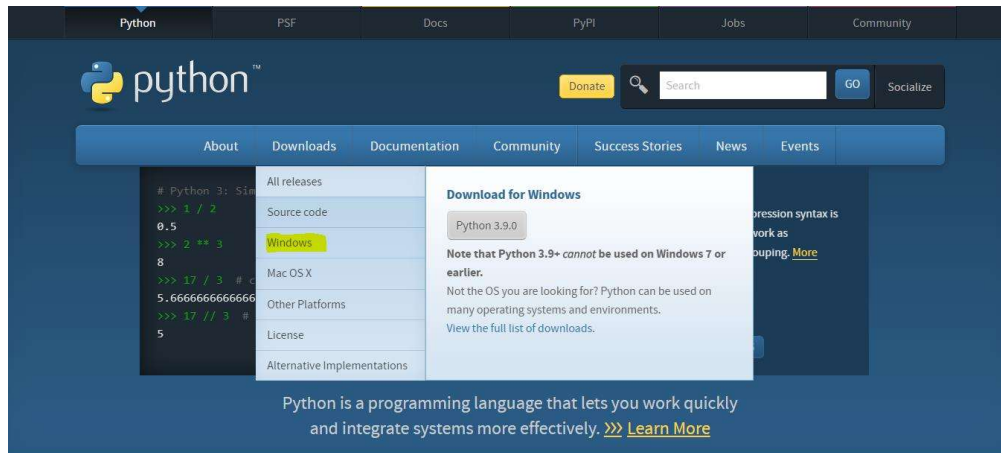 Python PSF Docs PyPI Jobs Community
python™
Donate Search GO Socialize
About Downloads Documentation Community Success Stories News Events
# Python 3: Sim
>>> 1 / 2
0.5
>>> 2 ** 3
8
>>> 17 / 3 # c
5.666666666666
>>> 17 // 3 #
5
All releases
Source code
Windows
Mac OS X
Other Platforms
License
Alternative Implementations
Download for Windows
Python 3.9.0
Note that Python 3.9+ cannot be used on Windows 7 or
earlier.
Not the OS you are looking for? Python can be used on
many operating systems and environments.
View the full list of downloads.
pression syntax is
work as
ouping. More
Python is a programming language that lets you work quickly
and integrate systems more effectively. >>> Learn More